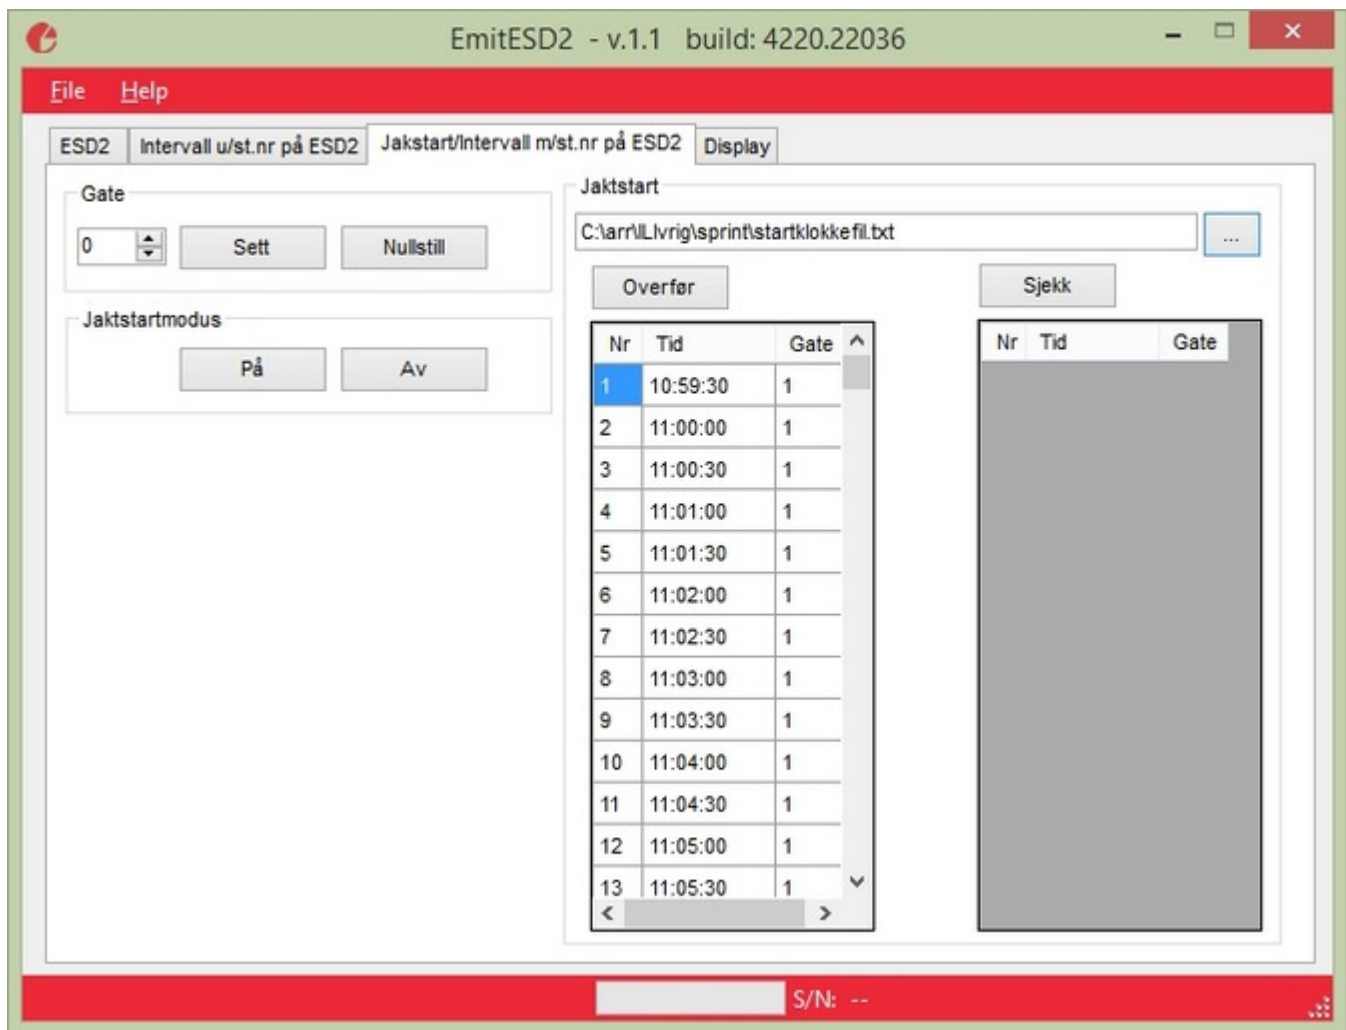 EmitESD2 - v.1.1 build: 4220.22036
File Help
ESD2 Intervall u/st.nr på ESD2 Jakstart/Intervall m/st.nr på ESD2 Display
Gate
0 Sett Nullstill
Jaktstartmodus
På Av
Jaktstart
C:\arr\ILIvrig\sprint\startklokkefil.txt ...
Overfør Sjekk
Nr Tid Gate
1 10:59:30 1
2 11:00:00 1
3 11:00:30 1
4 11:01:00 1
5 11:01:30 1
6 11:02:00 1
7 11:02:30 1
8 11:03:00 1
9 11:03:30 1
10 11:04:00 1
11 11:04:30 1
12 11:05:00 1
13 11:05:30 1
Nr Tid Gate
S/N: --